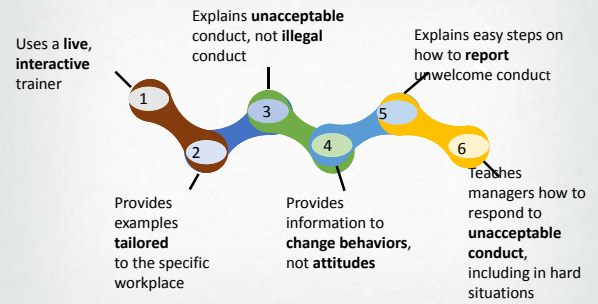 Uses a live,
interactive
trainer
1
Provides
examples
tailored
to the specific
workplace
2
Explains unacceptable
conduct, not illegal
conduct
3
Provides
information to
change behaviors,
not attitudes
4
Explains easy steps on
how to report
unwelcome conduct
5
Teaches
managers how to
respond to
unacceptable
conduct,
including in hard
situations
6